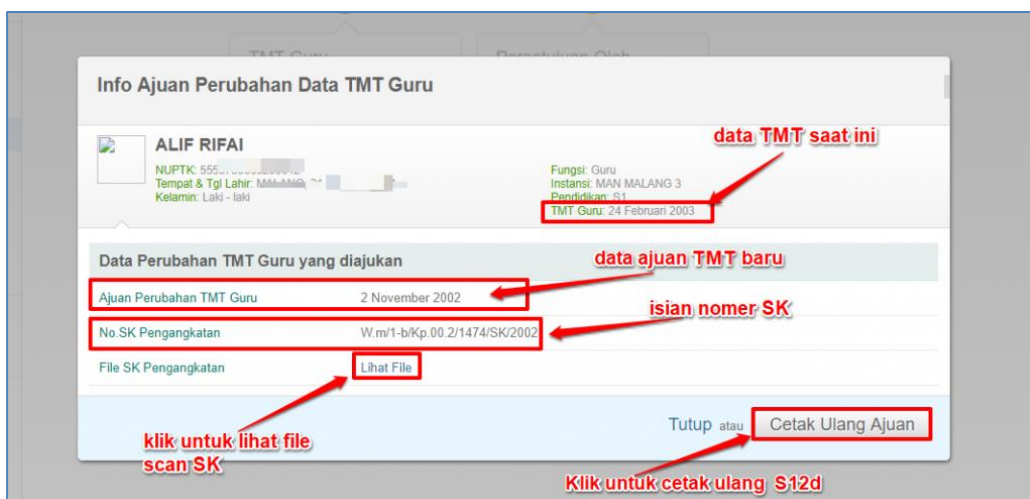 TMT Guru
Persetujuan Oleh
Info Ajuan Perubahan Data TMT Guru
data TMT saat ini
ALIF RIFAI
NUPTK:
Tempat & Tgl Lahir:
Kelamin: Laki - laki
Fungsi: Guru
Instansi: MAN MALANG 3
Pendidikan: S1
TMT Guru: 24 Februari 2003
Data Perubahan TMT Guru yang diajukan
data ajuan TMT baru
Ajuan Perubahan TMT Guru 2 November 2002
isian nomer SK
No.SK Pengangkatan W.m/1-b/Kp.00.2/1474/SK/2002
File SK Pengangkatan Lihat File
klik untuk lihat file
scan SK
Tutup atau Cetak Ulang Ajuan
Klik untuk cetak ulang S12d